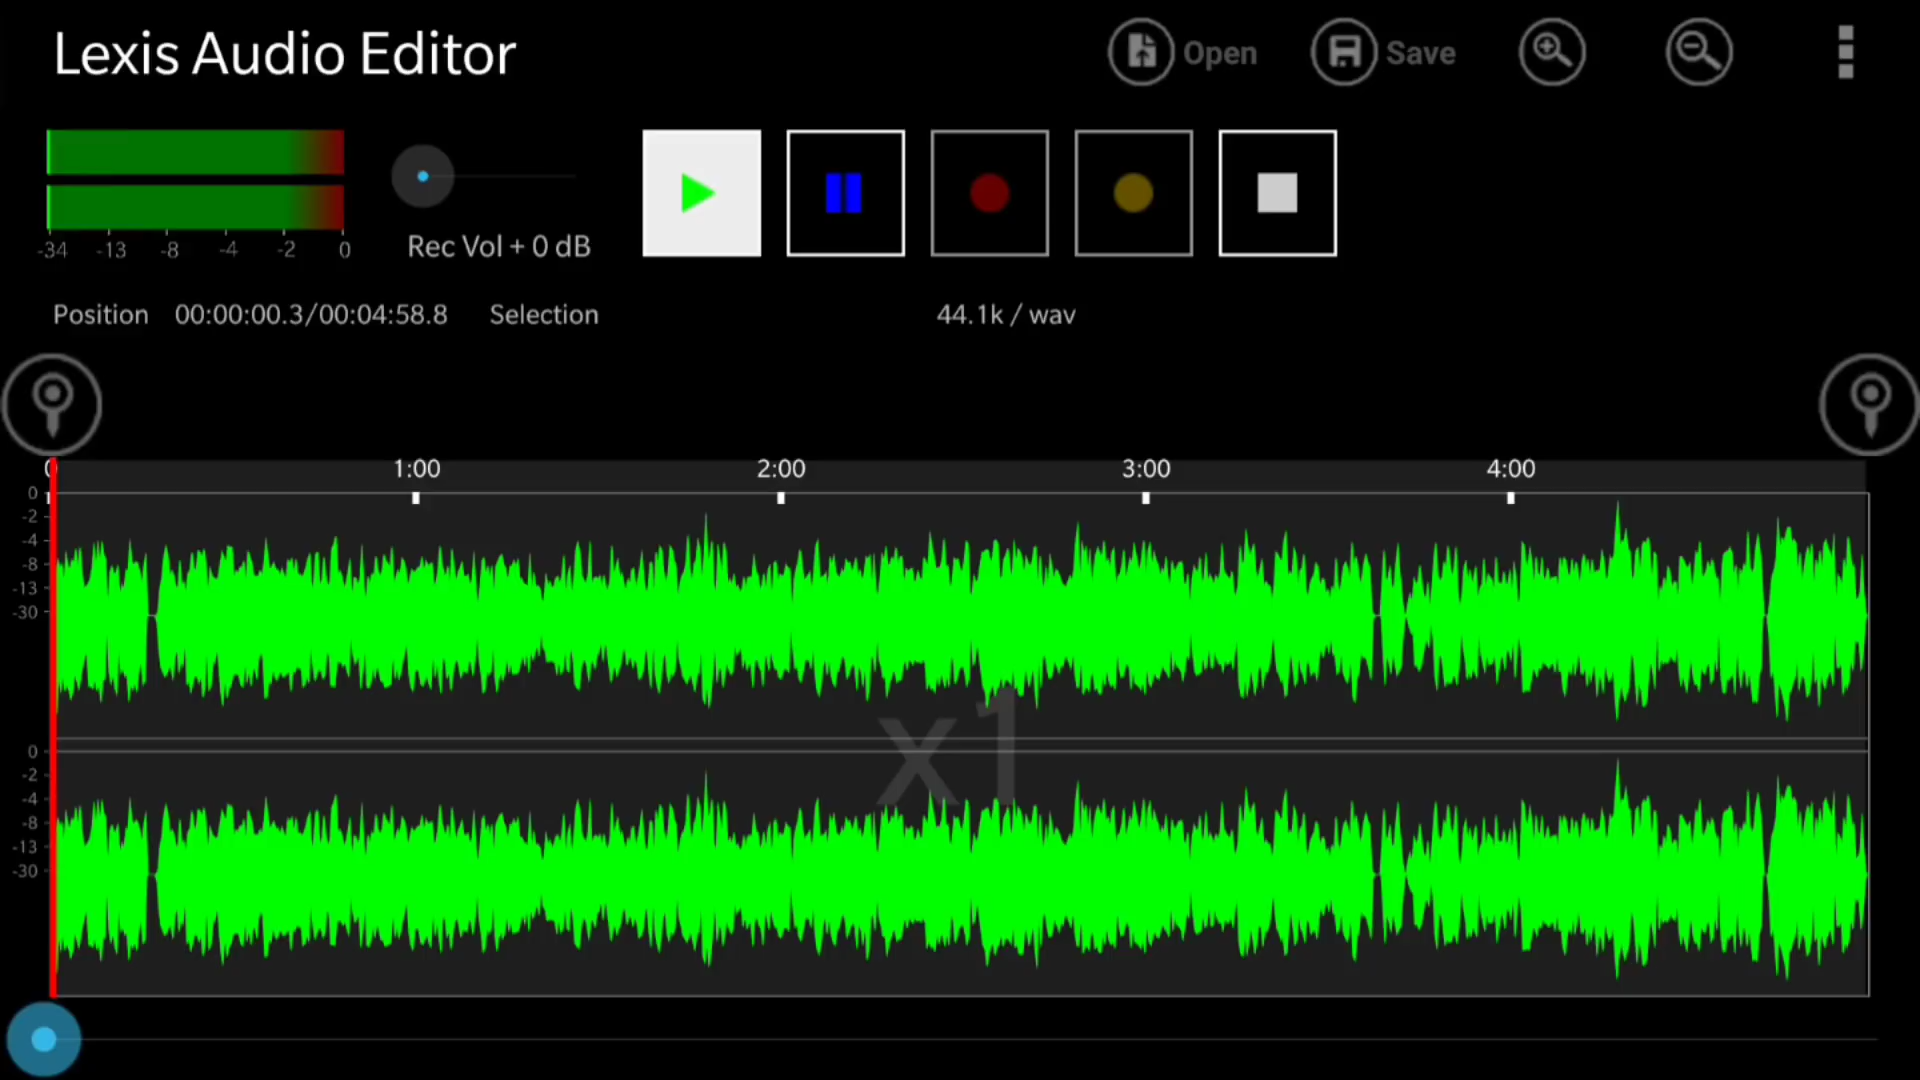 Lexis Audio Editor
Open
Save
-34 -13 -8 -4 -2 0
Rec Vol + 0 dB
Position 00:00:00.3/00:04:58.8 Selection 44.1k / wav
0 1:00 2:00 3:00 4:00
0
-2
-4
-8
-13
-30
x1
0
-2
-4
-8
-13
-30